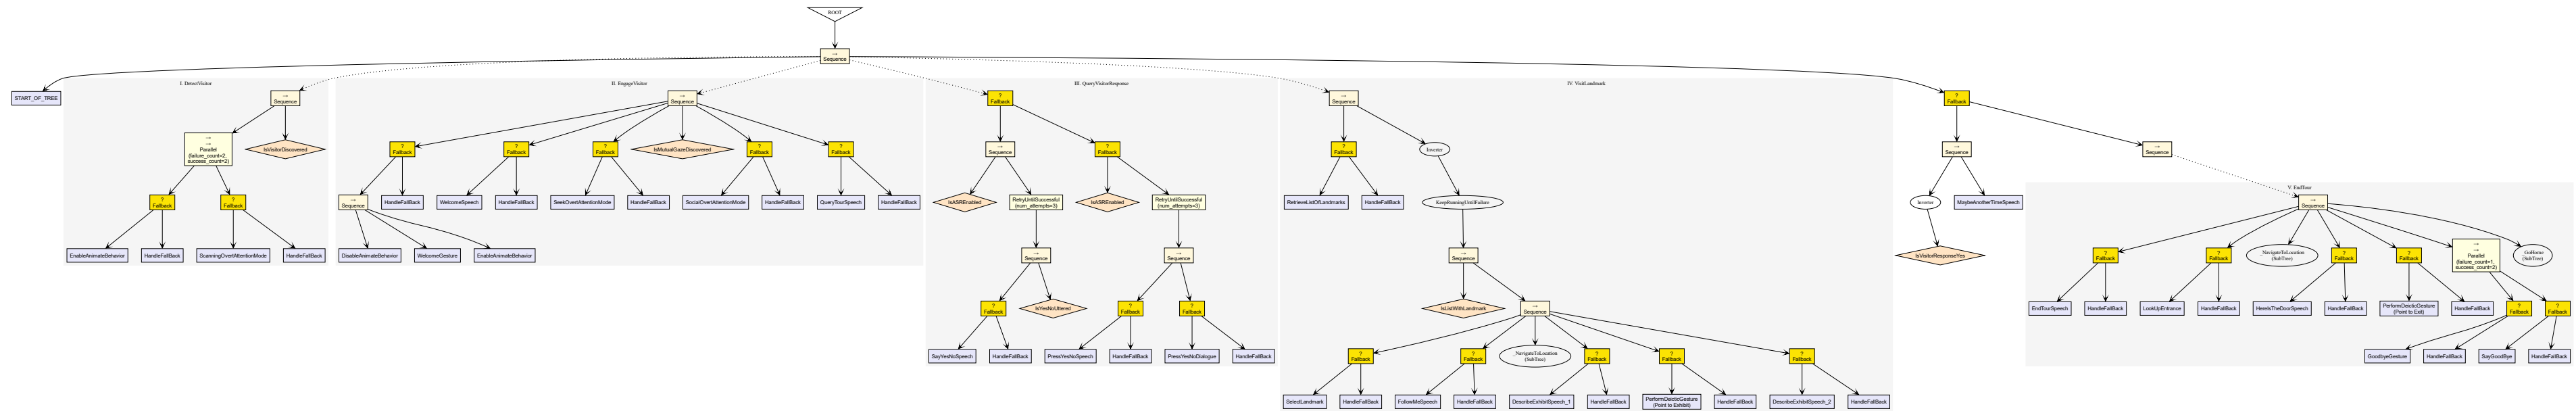 ROOT
→
Sequence
START_OF_TREE
I. DetectVisitor
→
Sequence
→
→
Parallel
(failure_count=2,
success_count=2)
IsVisitorDiscovered
?
Fallback
?
Fallback
EnableAnimateBehavior
HandleFallBack
ScanningOvertAttentionMode
HandleFallBack
II. EngageVisitor
→
Sequence
?
Fallback
?
Fallback
?
Fallback
IsMutualGazeDiscovered
?
Fallback
?
Fallback
→
Sequence
HandleFallBack
WelcomeSpeech
HandleFallBack
SeekOvertAttentionMode
HandleFallBack
SocialOvertAttentionMode
HandleFallBack
QueryTourSpeech
HandleFallBack
DisableAnimateBehavior
WelcomeGesture
EnableAnimateBehavior
III. QueryVisitorResponse
?
Fallback
→
Sequence
?
Fallback
IsASREnabled
RetryUntilSuccessful
(num_attempts=3)
IsASREnabled
RetryUntilSuccessful
(num_attempts=3)
→
Sequence
→
Sequence
?
Fallback
IsYesNoUttered
?
Fallback
?
Fallback
SayYesNoSpeech
HandleFallBack
PressYesNoSpeech
HandleFallBack
PressYesNoDialogue
HandleFallBack
IV. VisitLandmark
→
Sequence
?
Fallback
Inverter
RetrieveListOfLandmarks
HandleFallBack
KeepRunningUntilFailure
→
Sequence
IsListWithLandmark
→
Sequence
?
Fallback
?
Fallback
_NavigateToLocation
(SubTree)
?
Fallback
?
Fallback
?
Fallback
SelectLandmark
HandleFallBack
FollowMeSpeech
HandleFallBack
DescribeExhibitSpeech_1
HandleFallBack
PerformDeicticGesture
(Point to Exhibit)
HandleFallBack
DescribeExhibitSpeech_2
HandleFallBack
?
Fallback
→
Sequence
→
Sequence
Inverter
MaybeAnotherTimeSpeech
IsVisitorResponseYes
V. EndTour
→
Sequence
?
Fallback
?
Fallback
_NavigateToLocation
(SubTree)
?
Fallback
?
Fallback
→
→
Parallel
(failure_count=1,
success_count=2)
_GoHome
(SubTree)
EndTourSpeech
HandleFallBack
LookUpEntrance
HandleFallBack
HereIsTheDoorSpeech
HandleFallBack
PerformDeicticGesture
(Point to Exit)
HandleFallBack
?
Fallback
?
Fallback
GoodbyeGesture
HandleFallBack
SayGoodBye
HandleFallBack